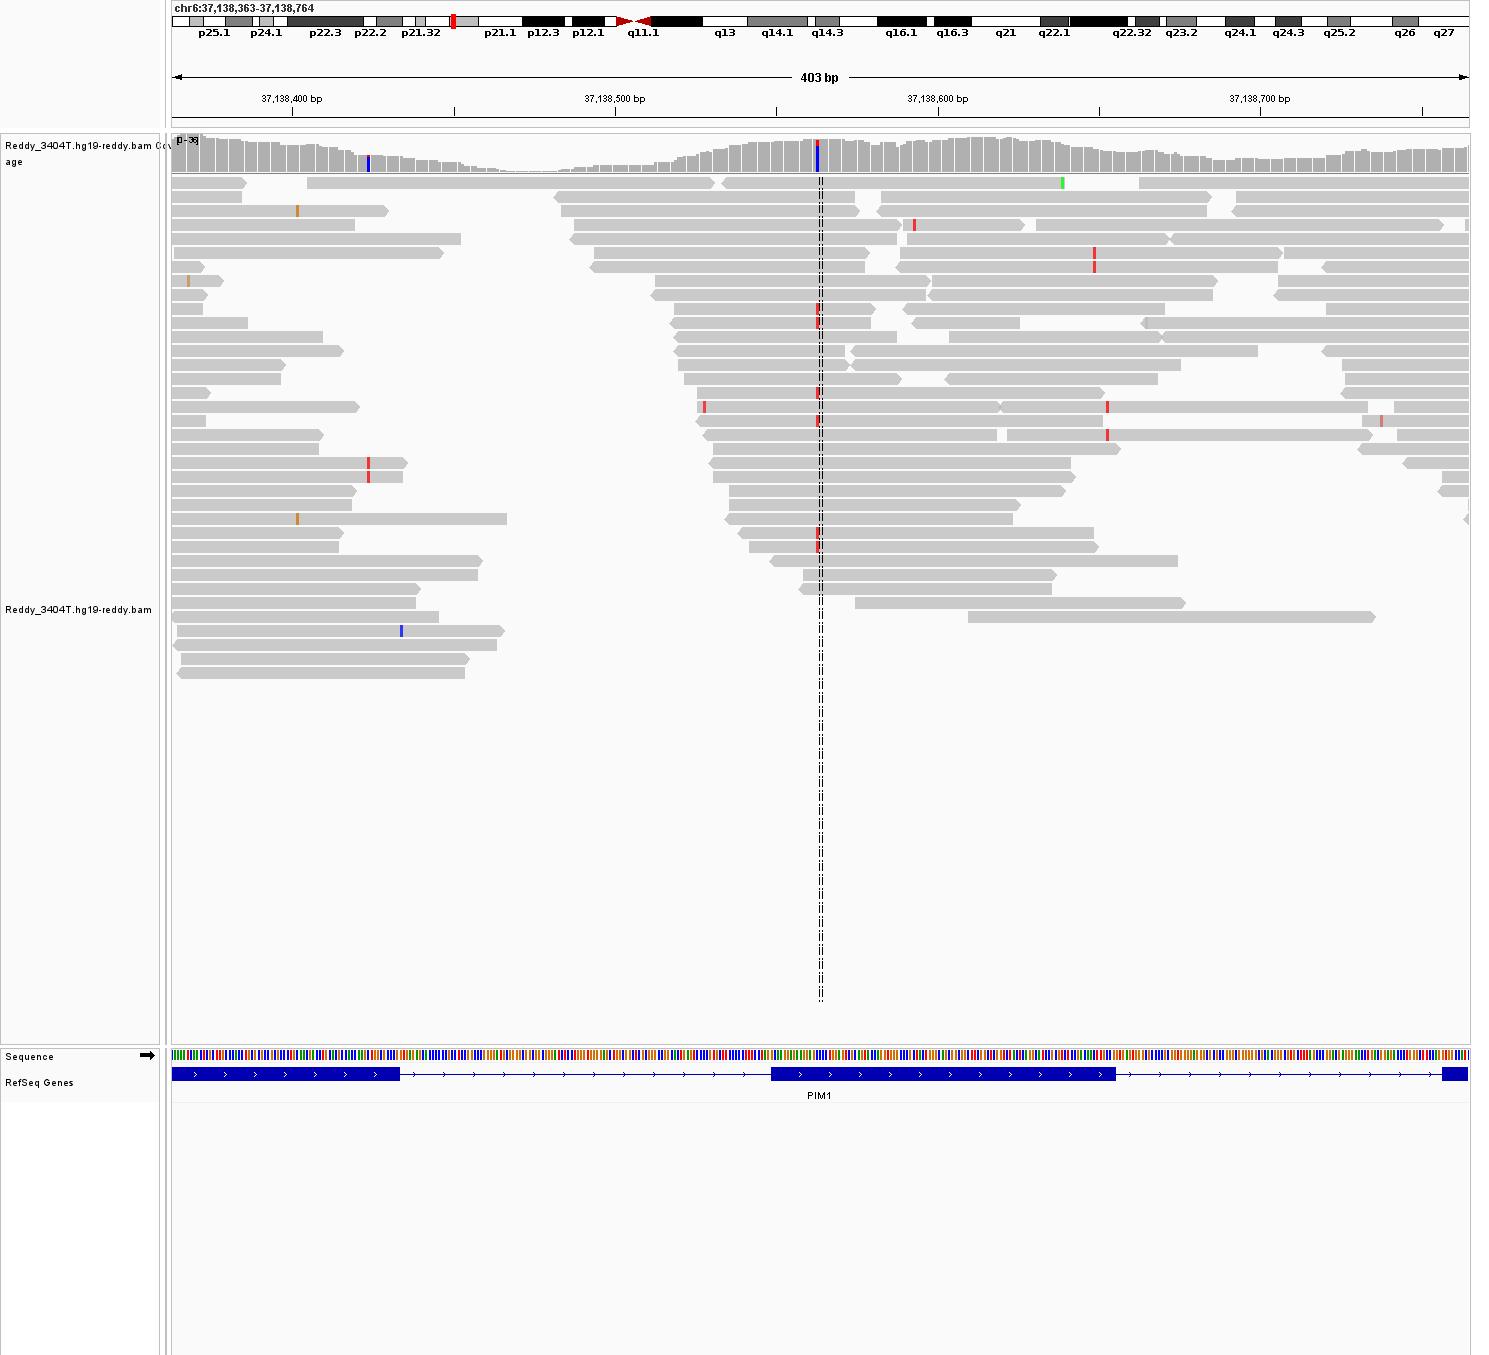 chr6:37,138,363-37,138,764
p25.1 p24.1 p22.3 p22.2 p21.32 p21.1 p12.3 p12.1 q11.1 q13 q14.1 q14.3 q16.1 q16.3 q21 q22.1 q22.32 q23.2 q24.1 q24.3 q25.2 q26 q27
403 bp
37,138,400 bp 37,138,500 bp 37,138,600 bp 37,138,700 bp
Reddy_3404T.hg19-reddy.bam
age
[0 - 36]
Reddy_3404T.hg19-reddy.bam
Sequence
RefSeq Genes
PIM1